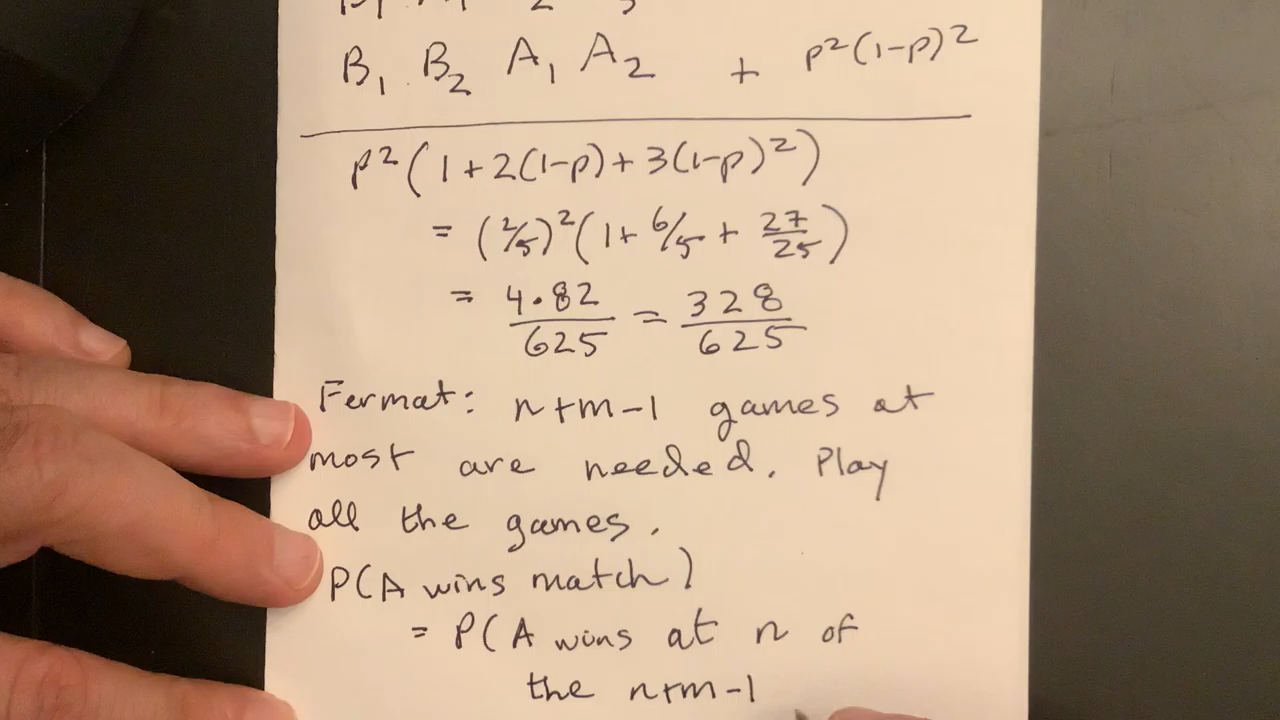 B₁ B₂ A₁ A₂ + p²(1-p)²
p²(1+2(1-p)+3(1-p)²)
= (2/5)²(1+ 6/5 + 27/25)
= 4·82/625 = 328/625
Fermat: n+m-1 games at
most are needed. Play
all the games.
P(A wins match)
= P(A wins at n of
the n+m-1